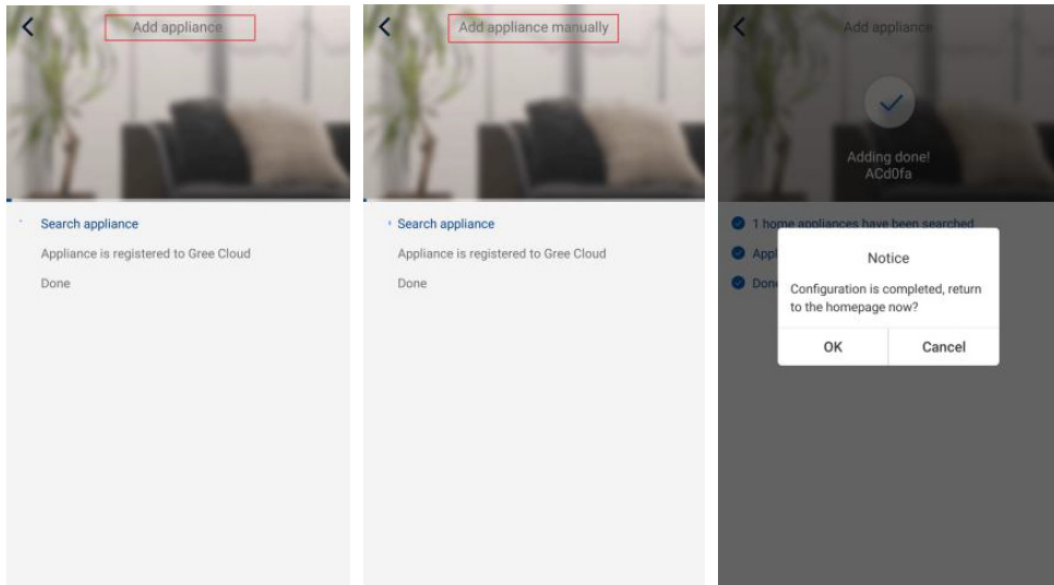 Add appliance
Search appliance
Appliance is registered to Gree Cloud
Done
Add appliance manually
Search appliance
Appliance is registered to Gree Cloud
Done
Add appliance
Adding done!
ACd0fa
1 home appliances have been searched
Appl
Done
Notice
Configuration is completed, return
to the homepage now?
OK
Cancel